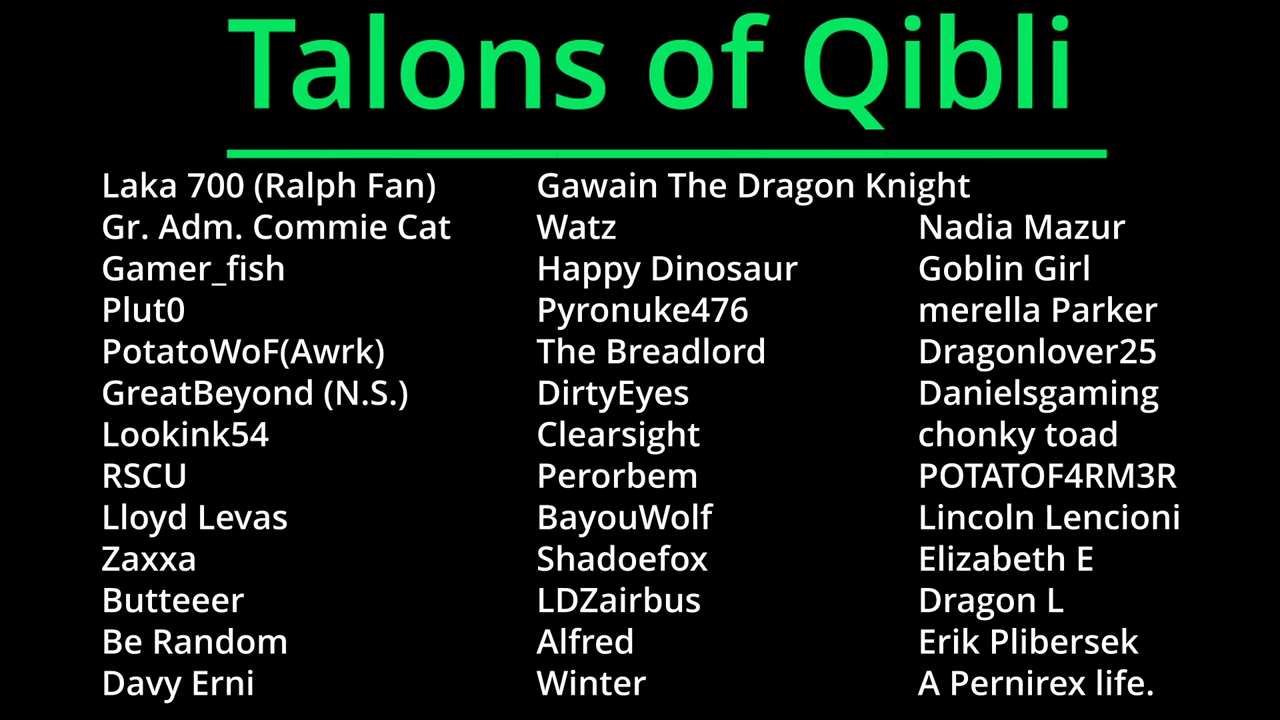 Talons of Qibli
Laka 700 (Ralph Fan)
Gr. Adm. Commie Cat
Gamer_fish
Plut0
PotatoWoF(Awrk)
GreatBeyond (N.S.)
Lookink54
RSCU
Lloyd Levas
Zaxxa
Butteeer
Be Random
Davy Erni
Gawain The Dragon Knight
Watz
Happy Dinosaur
Pyronuke476
The Breadlord
DirtyEyes
Clearsight
Perorbem
BayouWolf
Shadoefox
LDZairbus
Alfred
Winter
Nadia Mazur
Goblin Girl
merella Parker
Dragonlover25
Danielsgaming
chonky toad
POTATOF4RM3R
Lincoln Lencioni
Elizabeth E
Dragon L
Erik Plibersek
A Pernirex life.